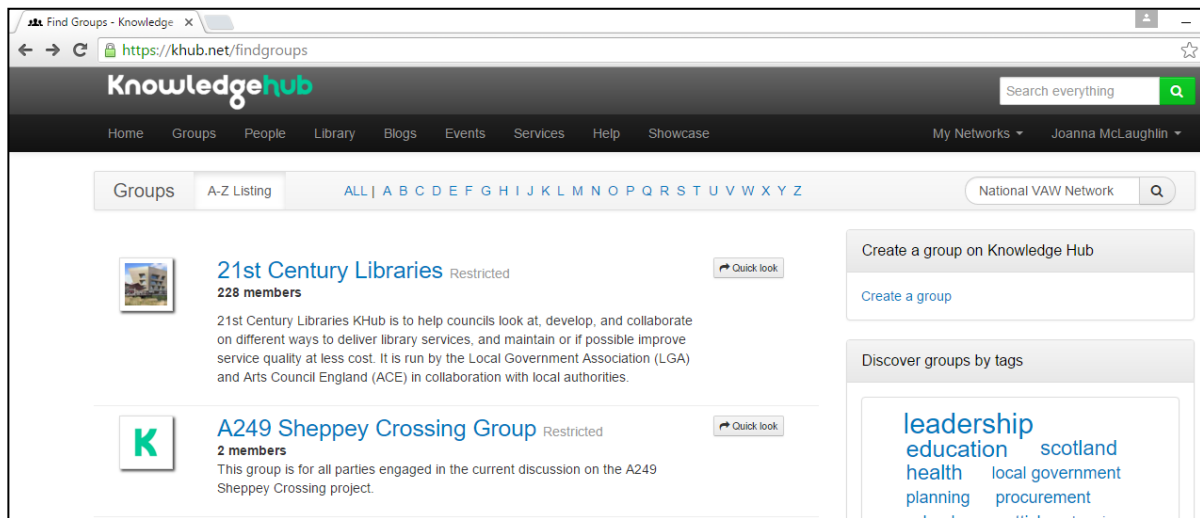 Find Groups - Knowledge
https://khub.net/findgroups
Knowledgehub
Search everything
Home Groups People Library Blogs Events Services Help Showcase My Networks Joanna McLaughlin
Groups A-Z Listing ALL | A B C D E F G H I J K L M N O P Q R S T U V W X Y Z National VAW Network
21st Century Libraries Restricted
Quick look
228 members
21st Century Libraries KHub is to help councils look at, develop, and collaborate
on different ways to deliver library services, and maintain or if possible improve
service quality at less cost. It is run by the Local Government Association (LGA)
and Arts Council England (ACE) in collaboration with local authorities.
K
A249 Sheppey Crossing Group Restricted
Quick look
2 members
This group is for all parties engaged in the current discussion on the A249
Sheppey Crossing project.
Create a group on Knowledge Hub
Create a group
Discover groups by tags
leadership
education scotland
health local government
planning procurement